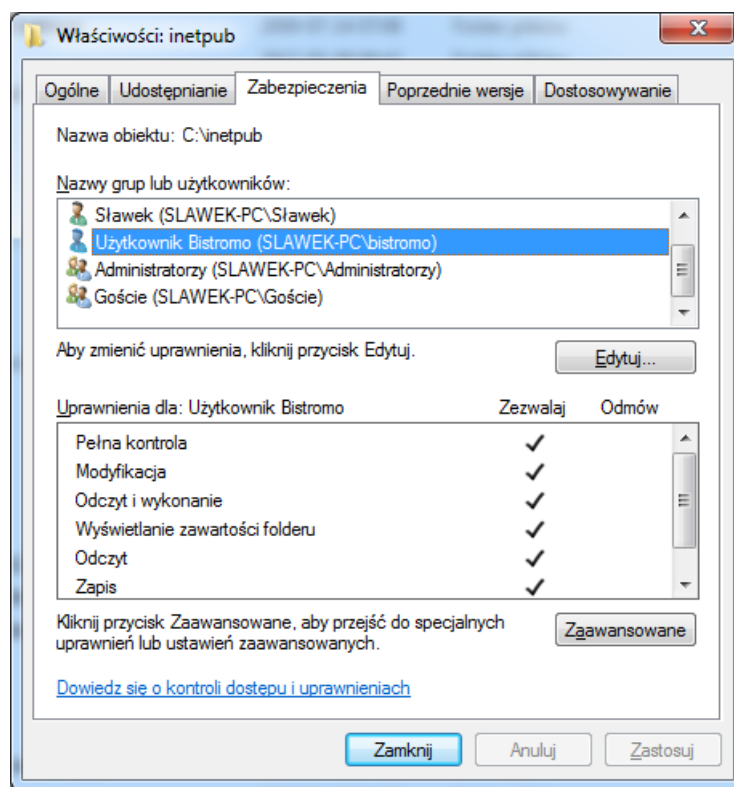 Właściwości: inetpub
Ogólne Udostępnianie Zabezpieczenia Poprzednie wersje Dostosowywanie
Nazwa obiektu: C:\inetpub
Nazwy grup lub użytkowników:
Sławek (SLAWEK-PC\Sławek)
Użytkownik Bistromo (SLAWEK-PC\bistromo)
Administratorzy (SLAWEK-PC\Administratorzy)
Goście (SLAWEK-PC\Goście)
Aby zmienić uprawnienia, kliknij przycisk Edytuj.
Edytuj...
Uprawnienia dla: Użytkownik Bistromo Zezwalaj Odmów
Pełna kontrola
Modyfikacja
Odczyt i wykonanie
Wyświetlanie zawartości folderu
Odczyt
Zapis
Kliknij przycisk Zaawansowane, aby przejść do specjalnych
uprawnień lub ustawień zaawansowanych.
Zaawansowane
Dowiedz się o kontroli dostępu i uprawnieniach
Zamknij Anuluj Zastosuj